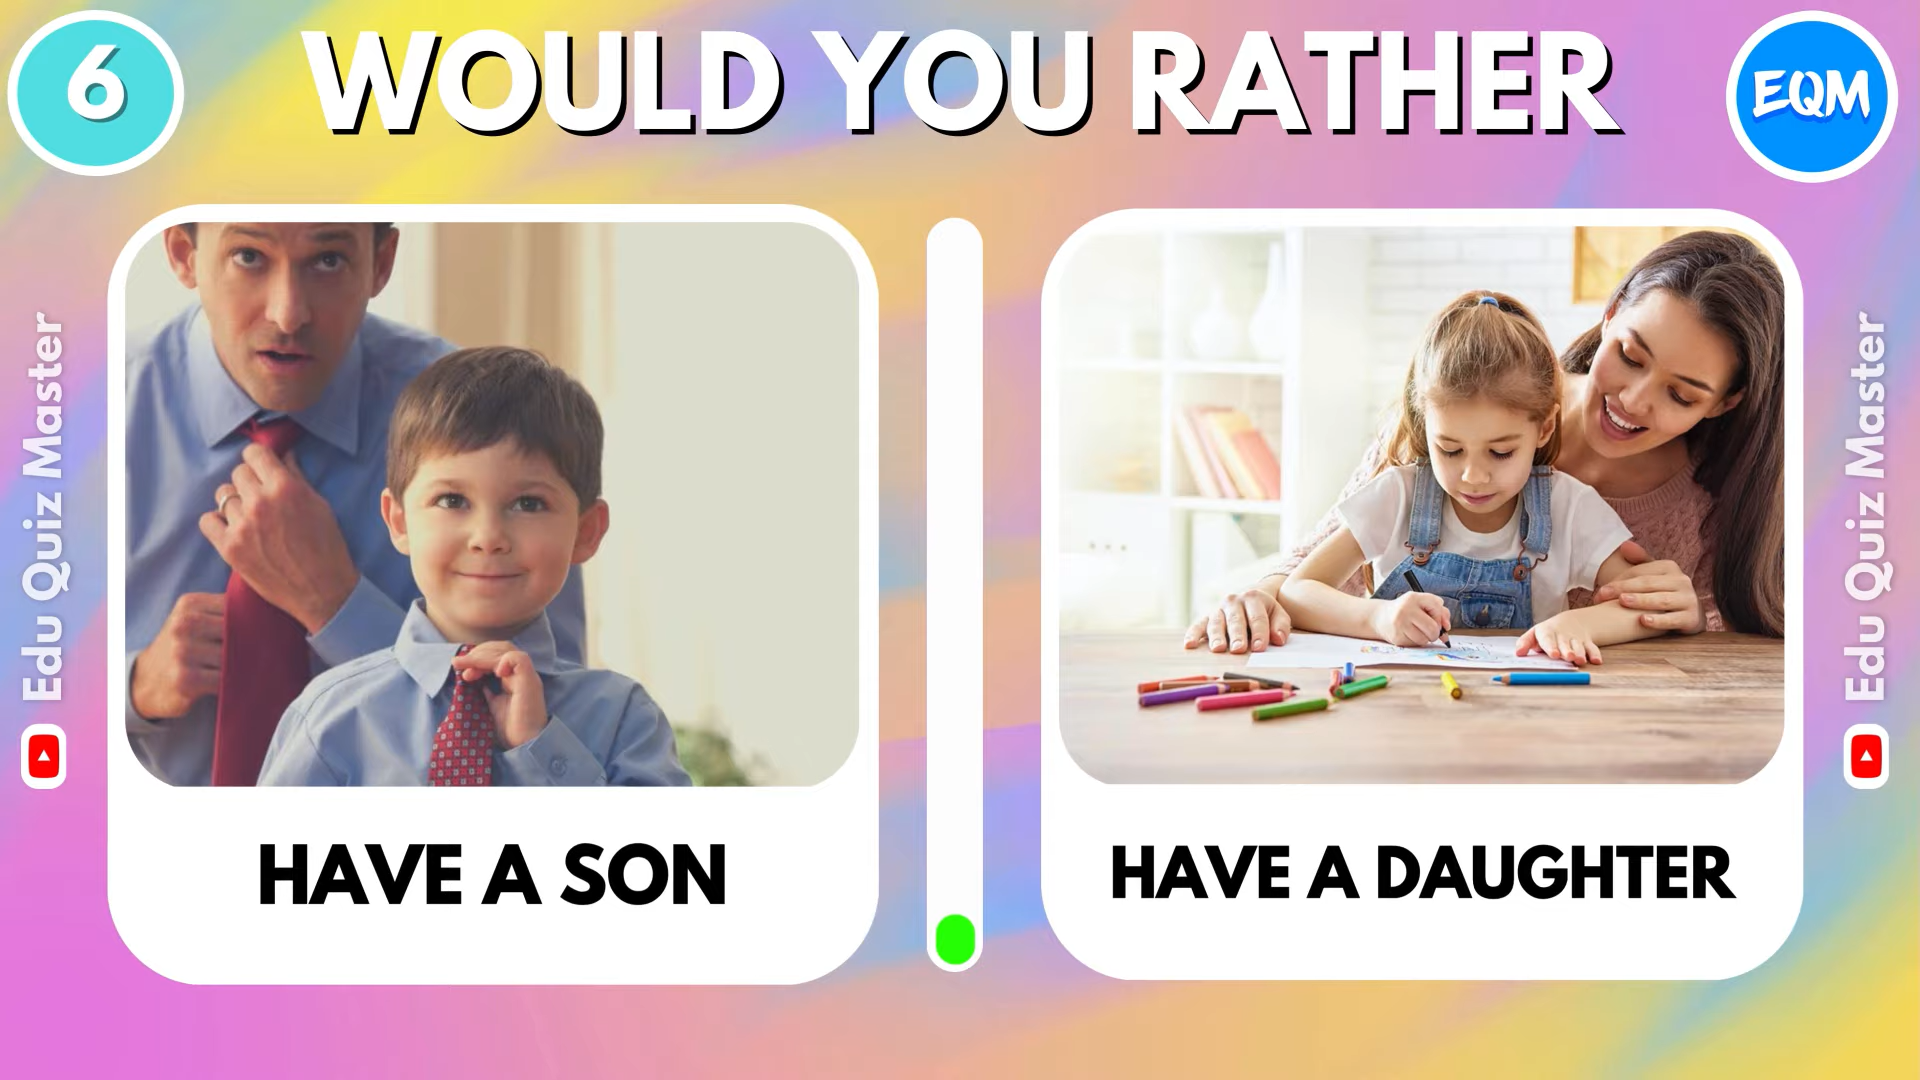 6
WOULD YOU RATHER
EQM
Edu Quiz Master
Edu Quiz Master
HAVE A SON
HAVE A DAUGHTER